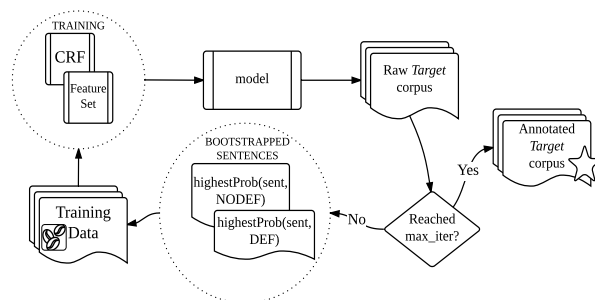 TRAINING
CRF
Feature
Set
model
Raw Target
corpus
Annotated
Target
corpus
Yes
Reached
max_iter?
No
BOOTSTRAPPED
SENTENCES
highestProb(sent,
NODEF)
highestProb(sent,
DEF)
Training
Data